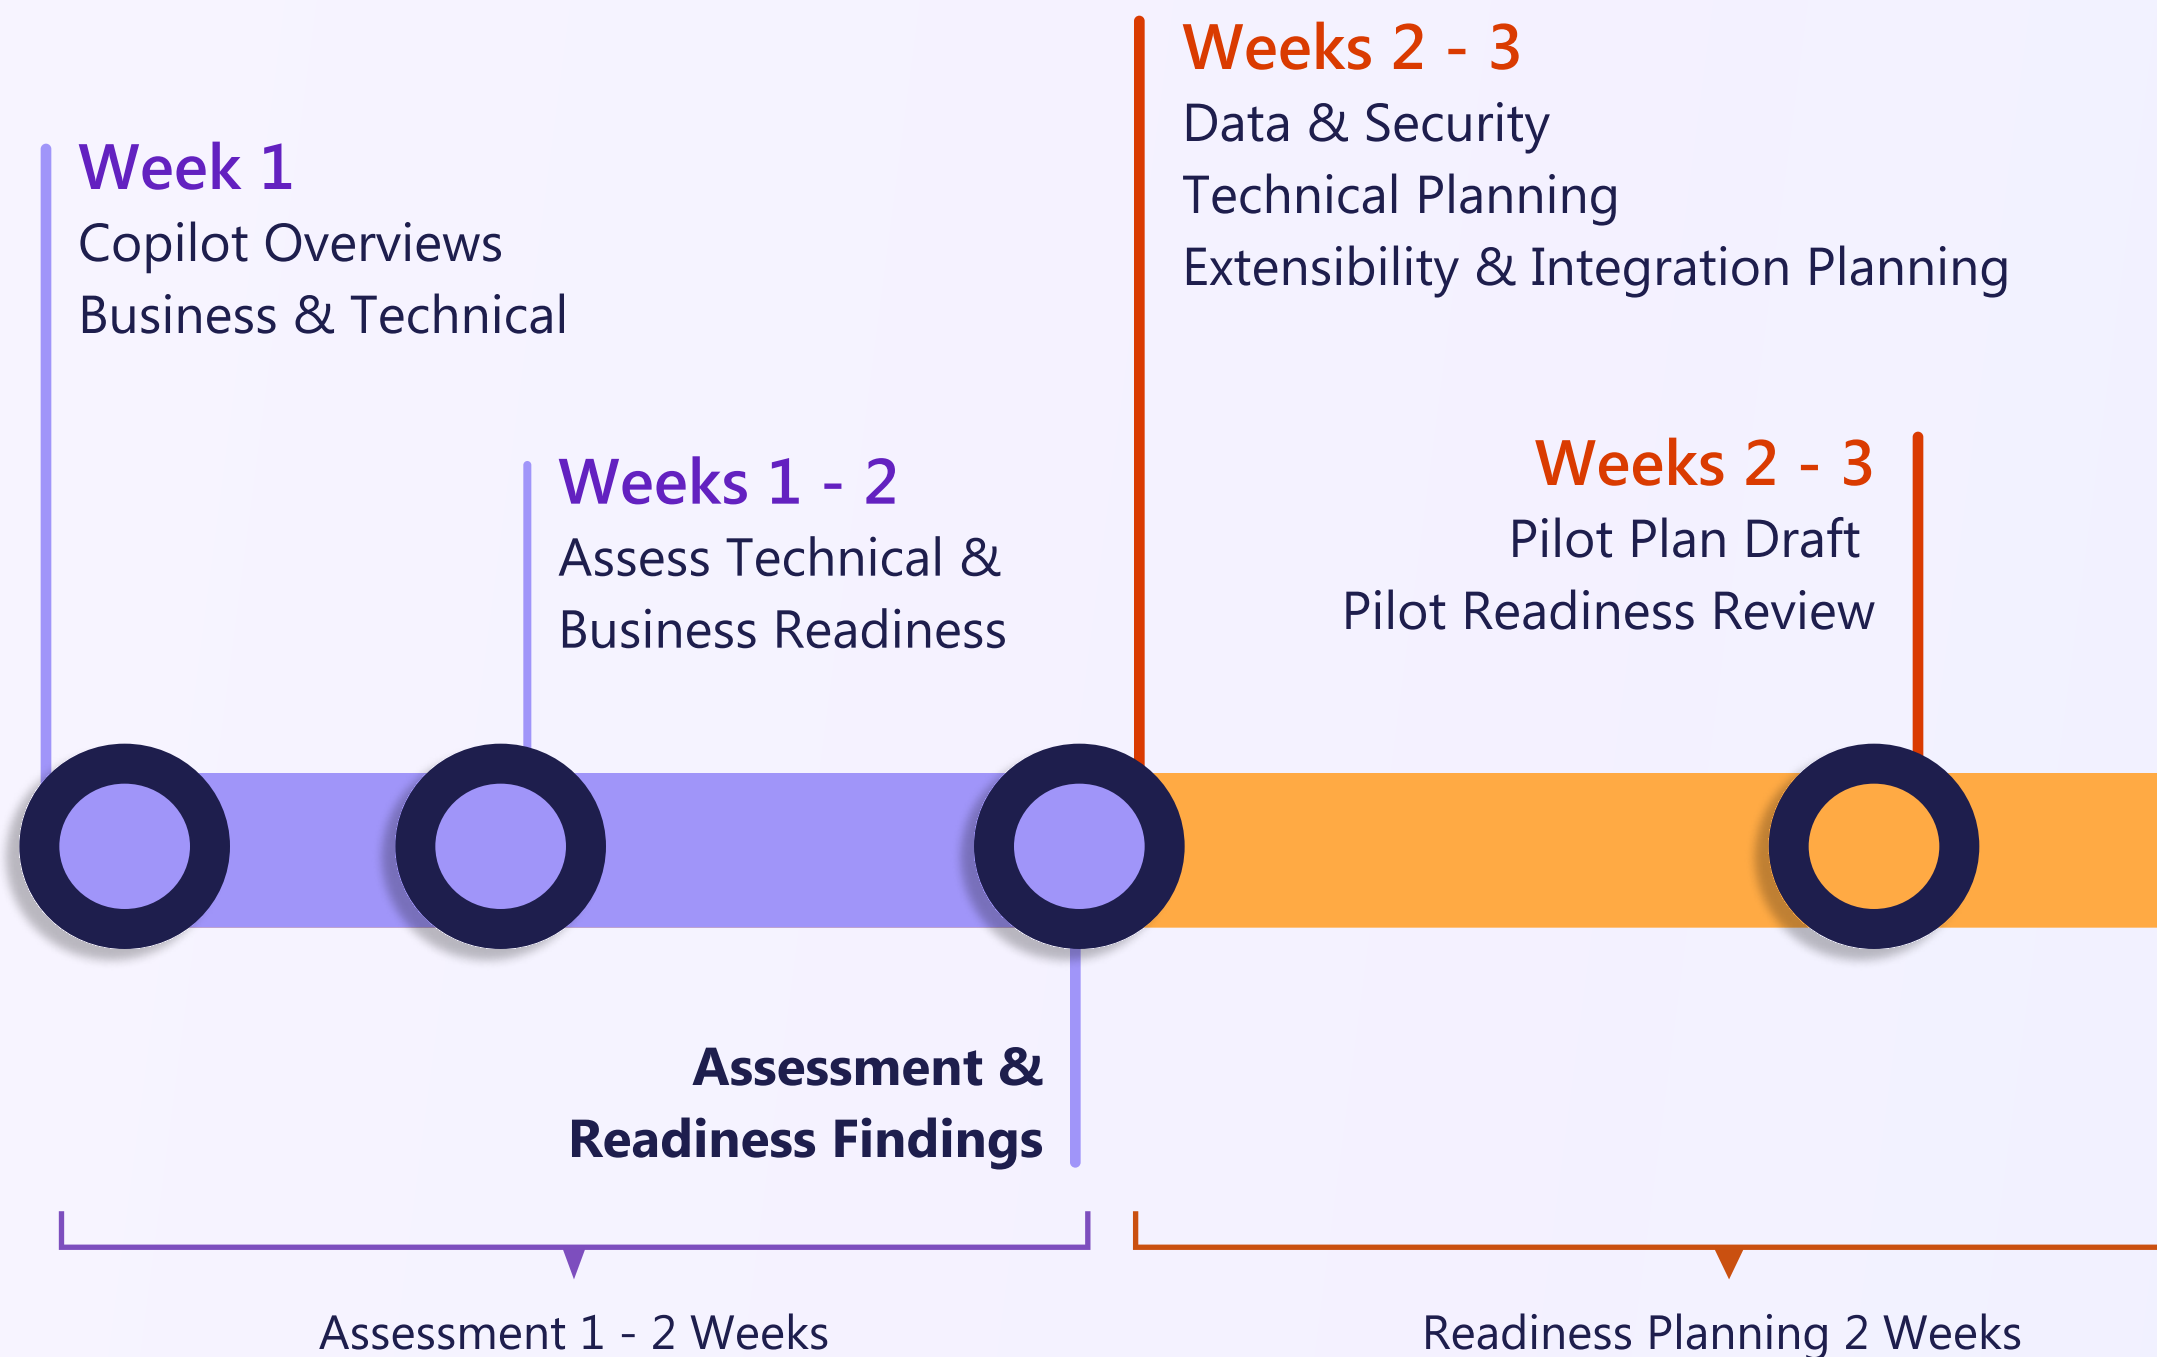 Week 1
Copilot Overviews
Business & Technical
Weeks 1 - 2
Assess Technical &
Business Readiness
Weeks 2 - 3
Data & Security
Technical Planning
Extensibility & Integration Planning
Weeks 2 - 3
Pilot Plan Draft
Pilot Readiness Review
Assessment &
Readiness Findings
Assessment 1 - 2 Weeks
Readiness Planning 2 Weeks